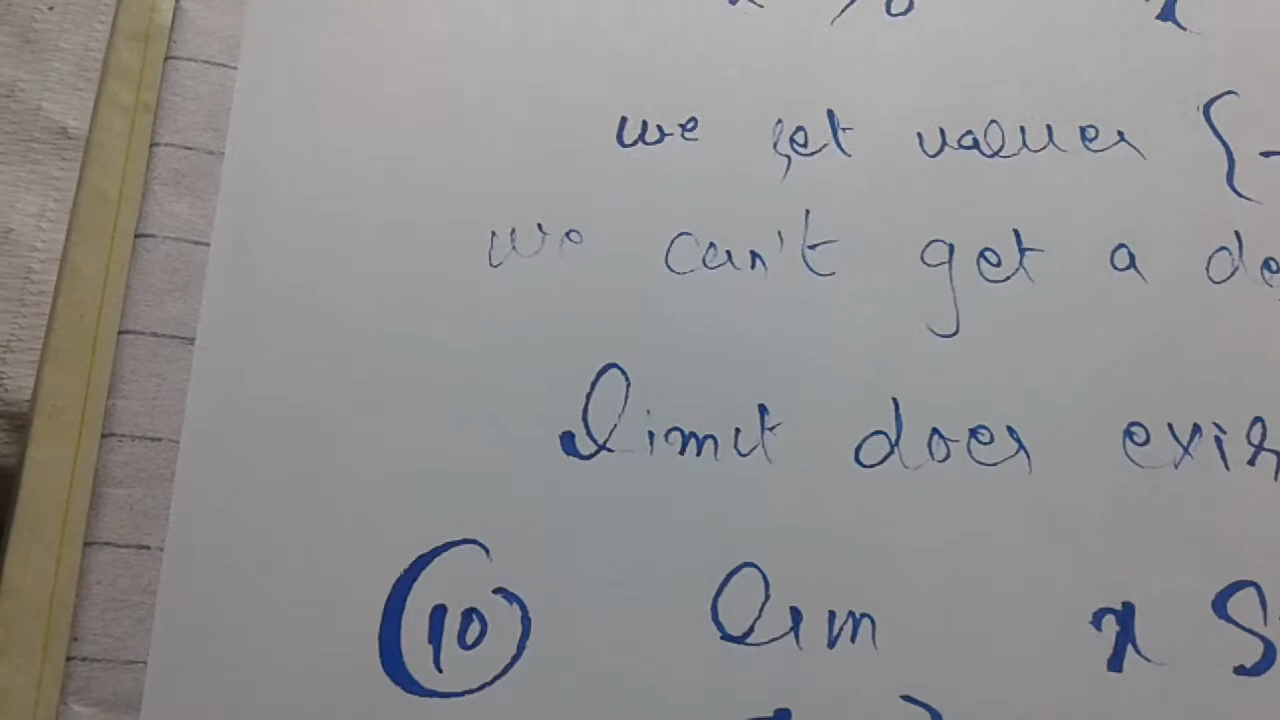 we get values {-
we can't get a de
limit does exis
(10) lim x S